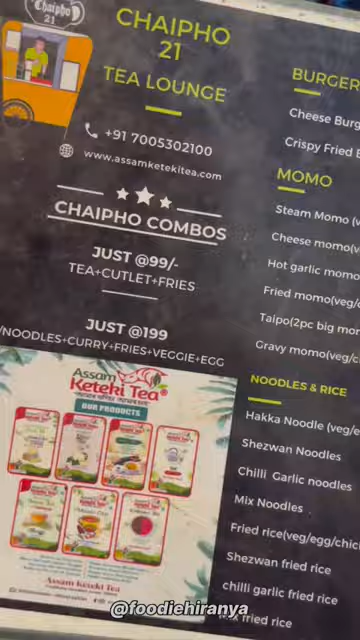 Chaipho
21
CHAIPHO
21
TEA LOUNGE
+91 7005302100
www.assamketekitea.com
CHAIPHO COMBOS
JUST @99/-
TEA+CUTLET+FRIES
JUST @199
/NOODLES+CURRY+FRIES+VEGGIE+EGG
Assam
Keteki Tea
OUR PRODUCTS
Assam Keteki Tea
BURGER
Cheese Burg
Crispy Fried B
MOMO
Steam Momo (v
Cheese momo(v
Hot garlic momo
Fried momo(veg/
Taipo(2pc big mor
Gravy momo(veg/c
NOODLES & RICE
Hakka Noodle (veg/e
Shezwan Noodles
Chilli Garlic noodles
Mix Noodles
Fried rice(veg/egg/chic
Shezwan fried rice
chilli garlic fried rice
fried rice
@foodiehiranya